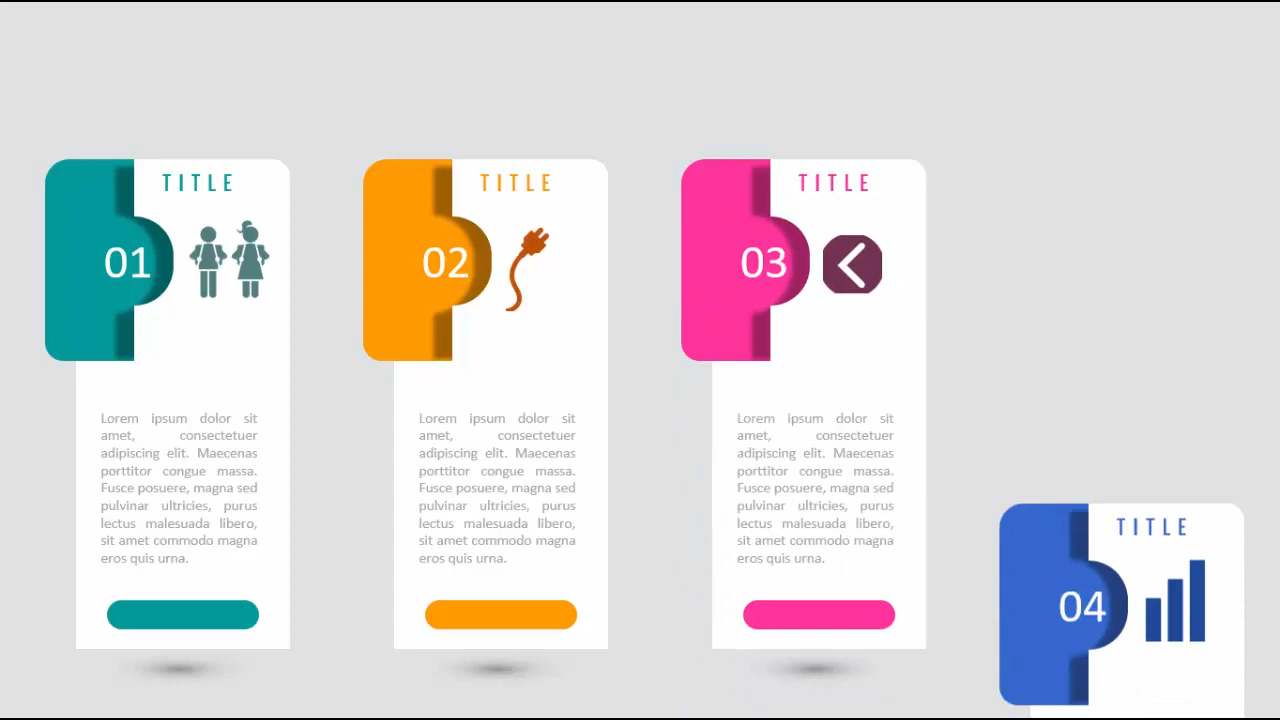 TITLE
01
Lorem ipsum dolor sit
amet, consectetuer
adipiscing elit. Maecenas
porttitor congue massa.
Fusce posuere, magna sed
pulvinar ultricies, purus
lectus malesuada libero,
sit amet commodo magna
eros quis urna.
TITLE
02
Lorem ipsum dolor sit
amet, consectetuer
adipiscing elit. Maecenas
porttitor congue massa.
Fusce posuere, magna sed
pulvinar ultricies, purus
lectus malesuada libero,
sit amet commodo magna
eros quis urna.
TITLE
03
Lorem ipsum dolor sit
amet, consectetuer
adipiscing elit. Maecenas
porttitor congue massa.
Fusce posuere, magna sed
pulvinar ultricies, purus
lectus malesuada libero,
sit amet commodo magna
eros quis urna.
TITLE
04